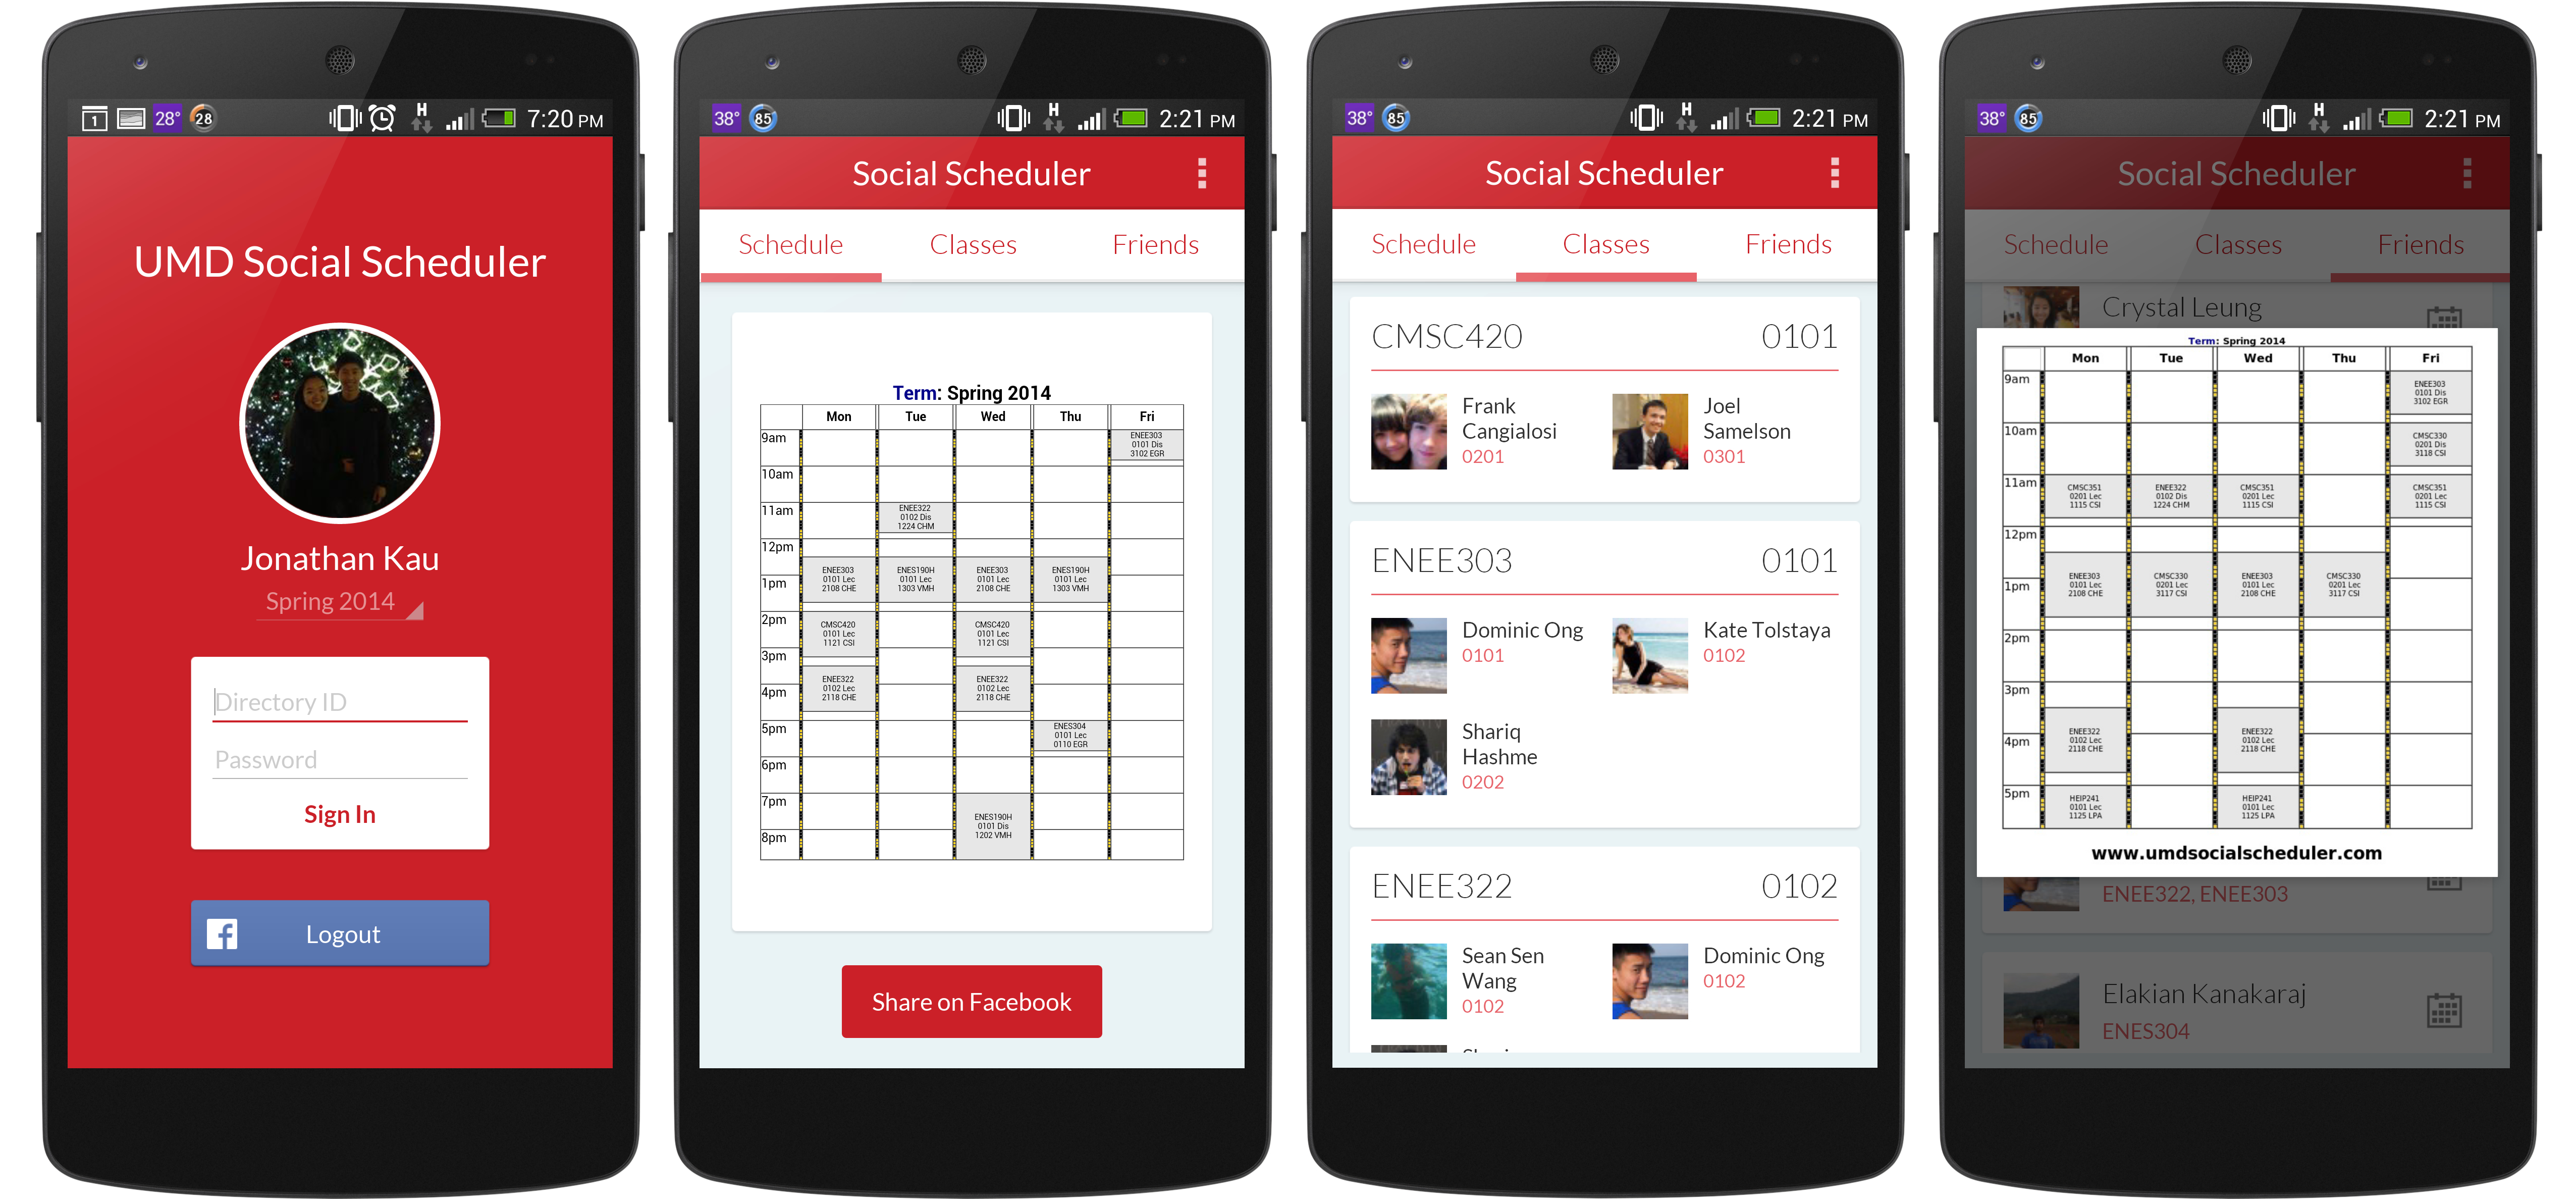 1 28° 28 H 7:20 PM
UMD Social Scheduler
Jonathan Kau
Spring 2014
Directory ID
Password
Sign In
f Logout
38° 85 H 2:21 PM
Social Scheduler
Schedule Classes Friends
Term: Spring 2014
Mon Tue Wed Thu Fri
9am
ENEE303
0101 Dis
3102 EGR
10am
11am
ENEE322
0102 Dis
1224 CHM
12pm
ENEE303 ENES190H ENEE303 ENES190H
0101 Lec 0101 Lec 0101 Lec 0101 Lec
2108 CHE 1303 VMH 2108 CHE 1303 VMH
1pm
2pm
CMSC420 CMSC420
0101 Lec 0101 Lec
1121 CSI 1121 CSI
3pm
ENEE322 ENEE322
0102 Lec 0102 Lec
2118 CHE 2118 CHE
4pm
5pm
ENES304
0101 Lec
0110 EGR
6pm
7pm
ENES190H
0101 Dis
1202 VMH
8pm
Share on Facebook
38° 85 H 2:21 PM
Social Scheduler
Schedule Classes Friends
CMSC420 0101
Frank Cangialosi
0201
Joel Samelson
0301
ENEE303 0101
Dominic Ong
0101
Kate Tolstaya
0102
Shariq
Hashme
0202
ENEE322 0102
Sean Sen
Wang
0102
Dominic Ong
0102
38° 85 H 2:21 PM
Social Scheduler
Schedule Classes Friends
Crystal Leung
Term: Spring 2014
Mon Tue Wed Thu Fri
9am
ENEE303
0101 Dis
3102 EGR
10am
CMSC330
0201 Dis
3118 CSI
11am
CMSC351 ENEE322 CMSC351 CMSC351
0201 Lec 0102 Dis 0201 Lec 0201 Lec
1115 CSI 1224 CHM 1115 CSI 1115 CSI
12pm
ENEE303 CMSC330 ENEE303 CMSC330
0101 Lec 0201 Lec 0101 Lec 0201 Lec
2108 CHE 3117 CSI 2108 CHE 3117 CSI
1pm
2pm
3pm
ENEE322 ENEE322
0102 Lec 0102 Lec
2118 CHE 2118 CHE
4pm
5pm
HEIP241 HEIP241
0101 Lec 0101 Lec
1125 LPA 1125 LPA
www.umdsocialscheduler.com
ENEE322, ENEE303
Elakian Kanakaraj
ENES304